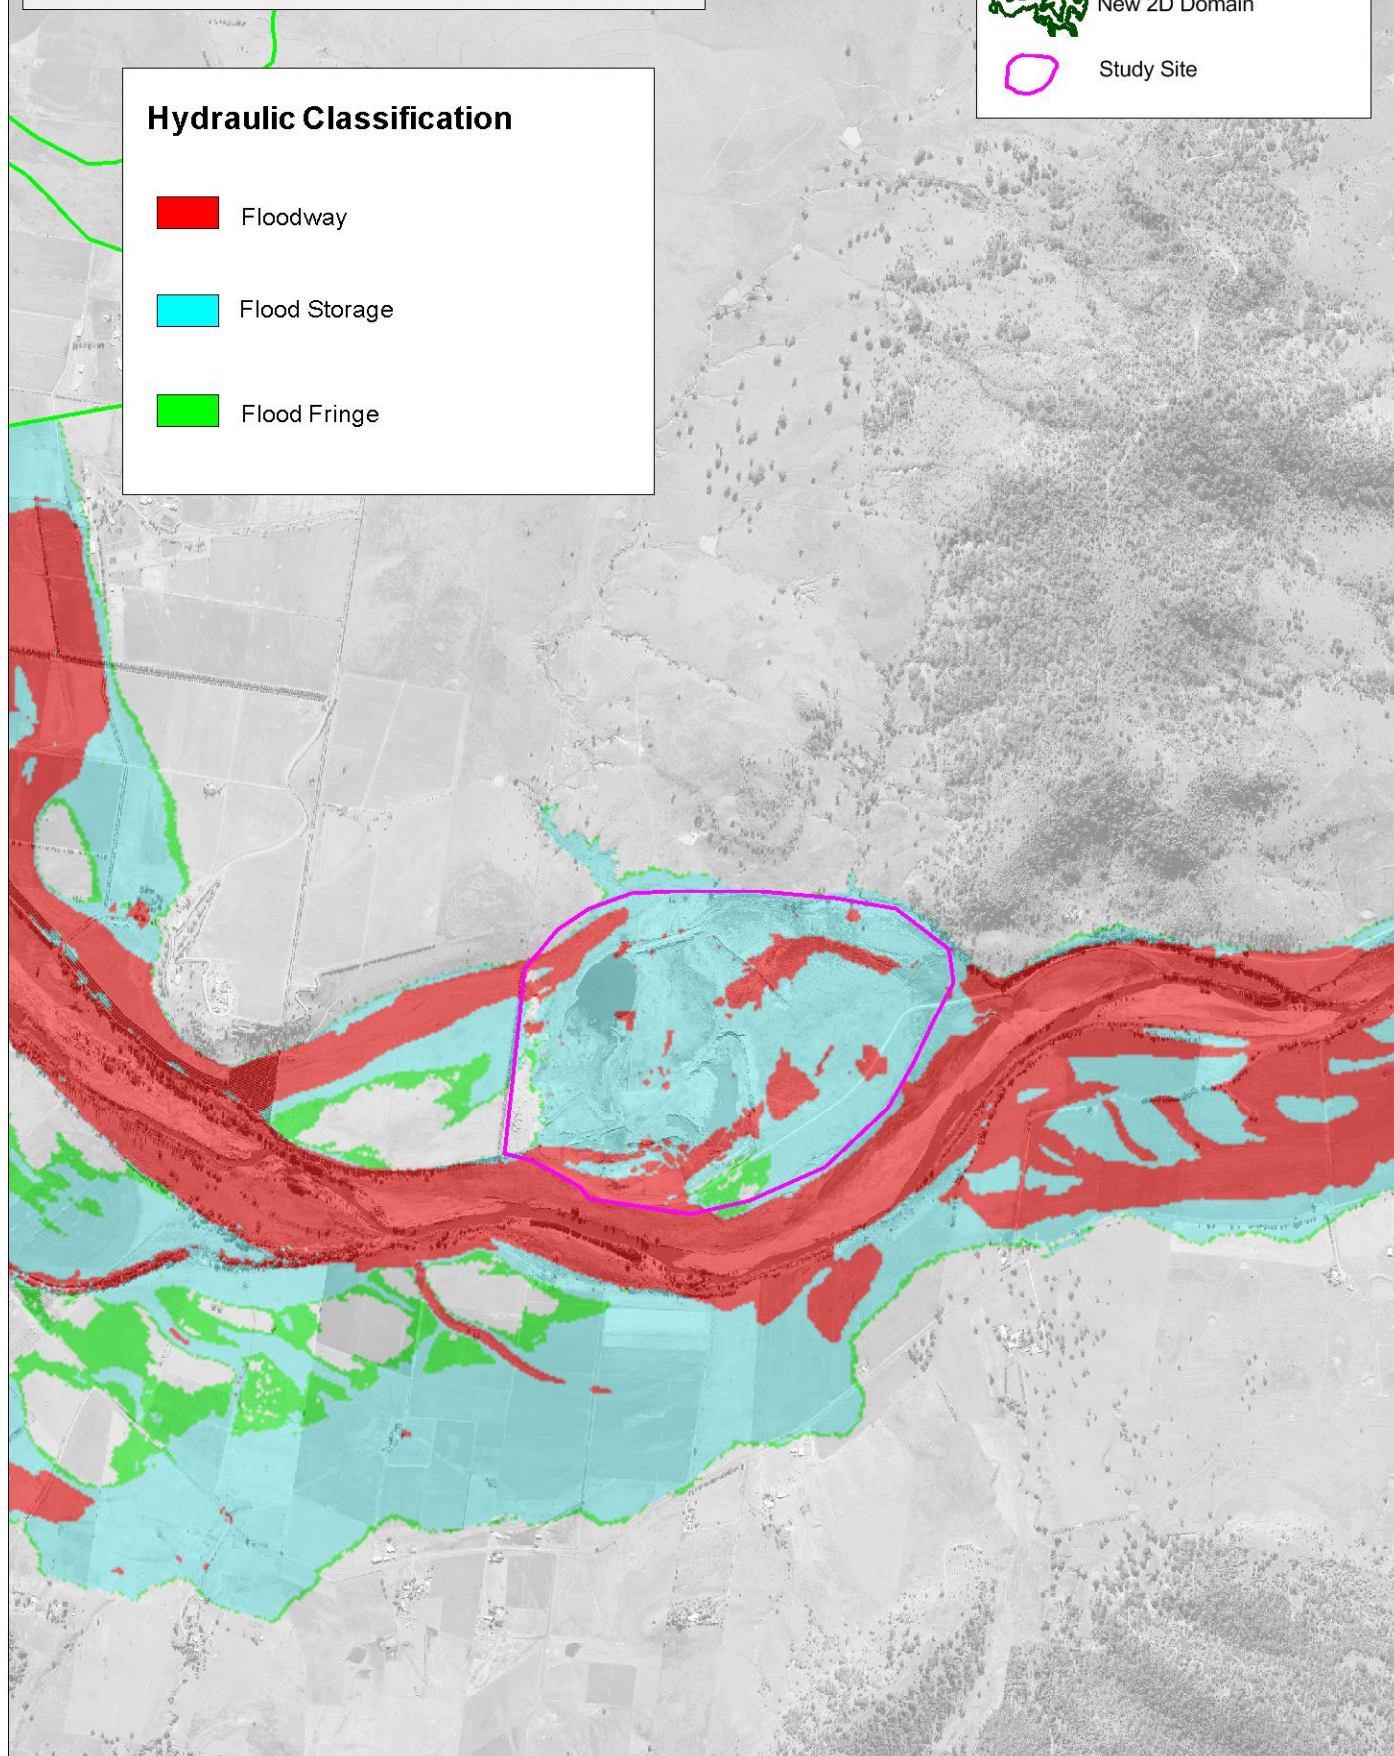 New 2D Domain
Study Site
Hydraulic Classification
Floodway
Flood Storage
Flood Fringe